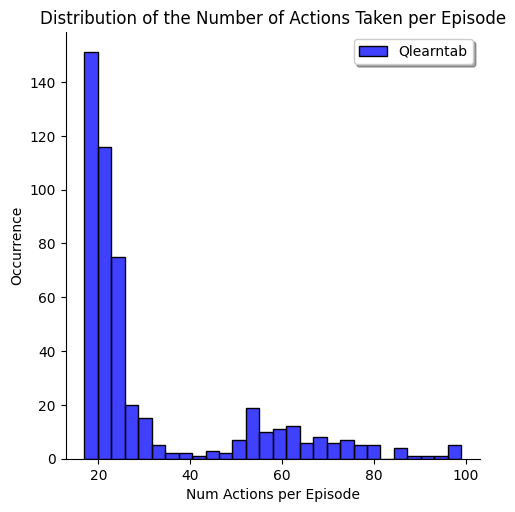 Distribution of the Number of Actions Taken per Episode
Qlearntab
140
120
100
80
60
40
20
0
Occurrence
20 40 60 80 100
Num Actions per Episode